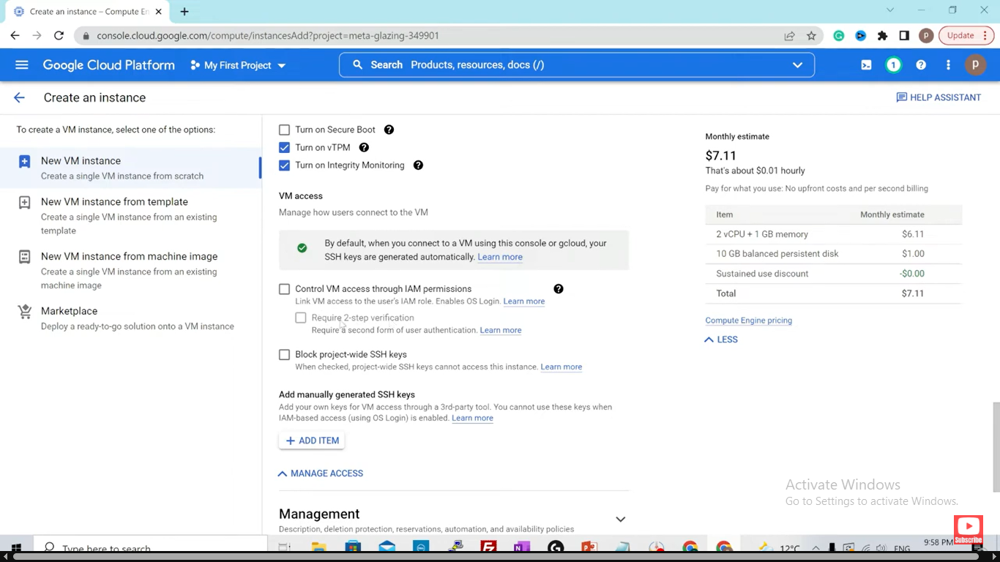 Create an instance – Compute En
console.cloud.google.com/compute/instancesAdd?project=meta-glazing-349901
P
Update
Google Cloud Platform
My First Project
Search Products, resources, docs (/)
1
P
Create an instance
HELP ASSISTANT
To create a VM instance, select one of the options:
New VM instance
Create a single VM instance from scratch
New VM instance from template
Create a single VM instance from an existing
template
New VM instance from machine image
Create a single VM instance from an existing
machine image
Marketplace
Deploy a ready-to-go solution onto a VM instance
Turn on Secure Boot
Turn on vTPM
Turn on Integrity Monitoring
VM access
Manage how users connect to the VM
By default, when you connect to a VM using this console or gcloud, your
SSH keys are generated automatically. Learn more
Control VM access through IAM permissions
Link VM access to the user's IAM role. Enables OS Login. Learn more
Require 2-step verification
Require a second form of user authentication. Learn more
Block project-wide SSH keys
When checked, project-wide SSH keys cannot access this instance. Learn more
Add manually generated SSH keys
Add your own keys for VM access through a 3rd-party tool. You cannot use these keys when
IAM-based access (using OS Login) is enabled. Learn more
+ ADD ITEM
MANAGE ACCESS
Management
Description, deletion protection, reservations, automation, and availability policies
Monthly estimate
$7.11
That's about $0.01 hourly
Pay for what you use: No upfront costs and per second billing
Item Monthly estimate
2 vCPU + 1 GB memory $6.11
10 GB balanced persistent disk $1.00
Sustained use discount -$0.00
Total $7.11
Compute Engine pricing
LESS
Activate Windows
Go to Settings to activate Windows.
Subscribe
Type here to search
12°C
ENG
9:58 PM